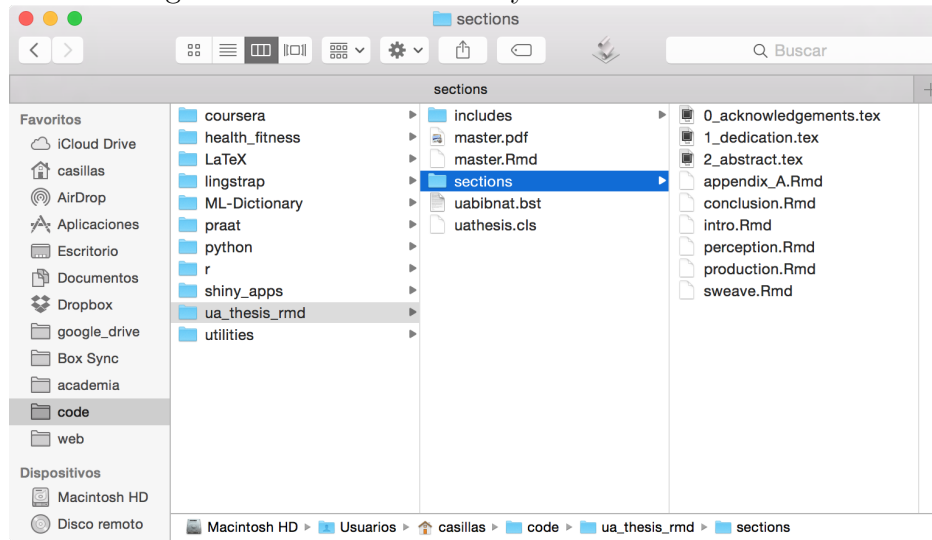 sections
Buscar
sections
Favoritos
iCloud Drive
casillas
AirDrop
Aplicaciones
Escritorio
Documentos
Dropbox
google_drive
Box Sync
academia
code
web
Dispositivos
Macintosh HD
Disco remoto
coursera
health_fitness
LaTeX
lingstrap
ML-Dictionary
praat
python
r
shiny_apps
ua_thesis_rmd
utilities
includes
master.pdf
master.Rmd
sections
uabibnat.bst
uathesis.cls
0_acknowledgements.tex
1_dedication.tex
2_abstract.tex
appendix_A.Rmd
conclusion.Rmd
intro.Rmd
perception.Rmd
production.Rmd
sweave.Rmd
Macintosh HD ▸ Usuarios ▸ casillas ▸ code ▸ ua_thesis_rmd ▸ sections